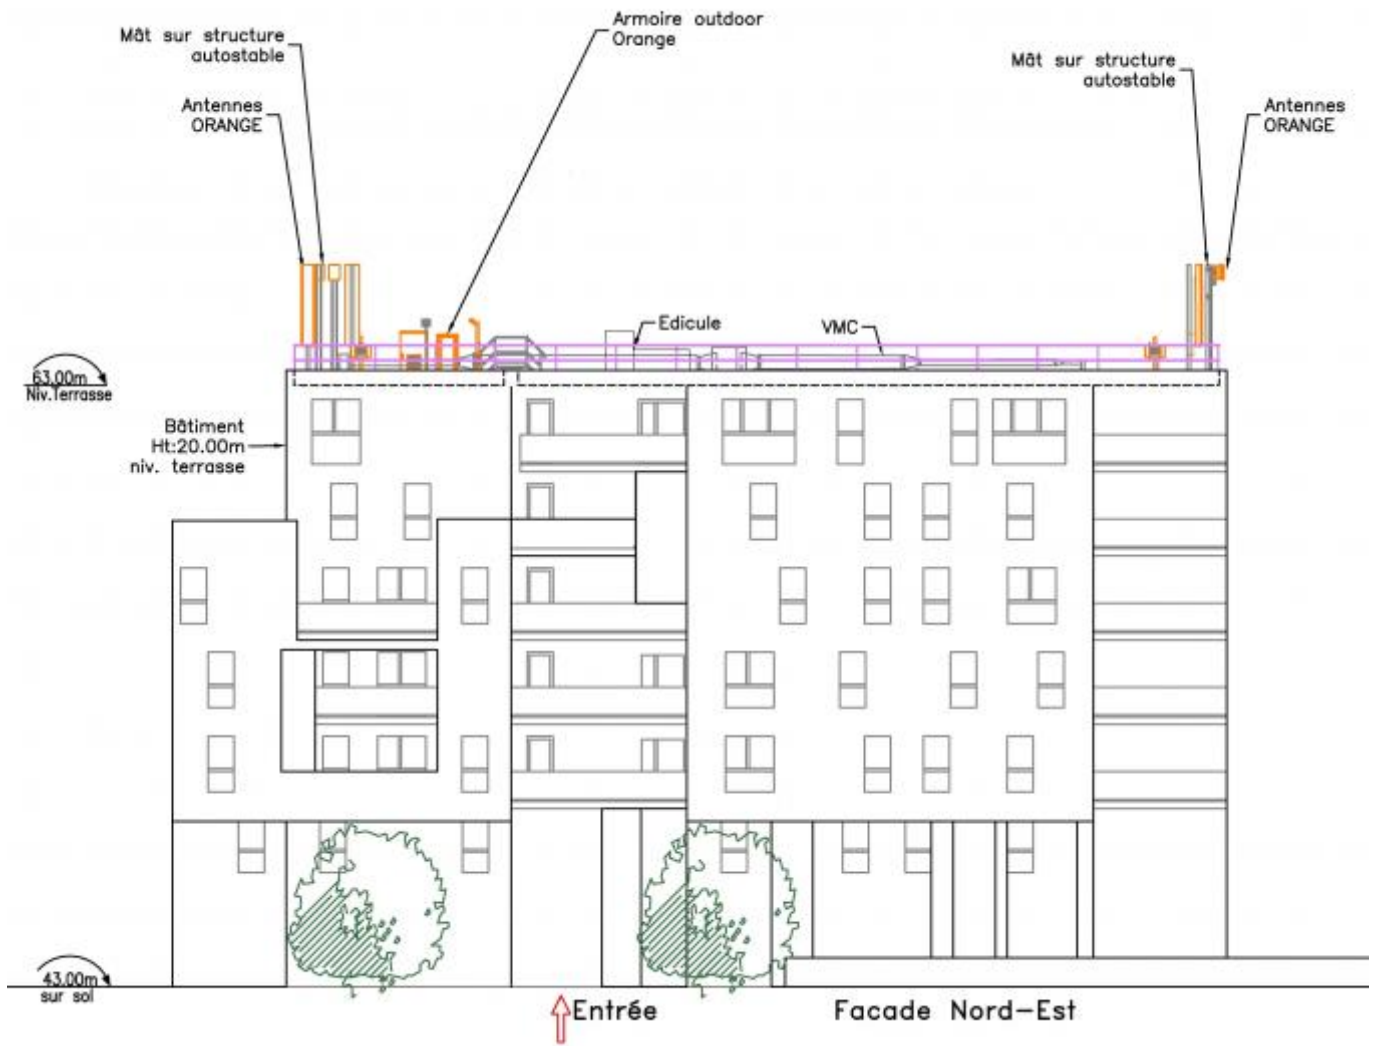 Armoire outdoor
Orange
Mât sur structure
autostable
Mât sur structure
autostable
Antennes
ORANGE
Antennes
ORANGE
Edicule
VMC
63.00m
Niv.Terrasse
Bâtiment
Ht:20.00m
niv. terrasse
43.00m
sur sol
Entrée
Facade Nord-Est